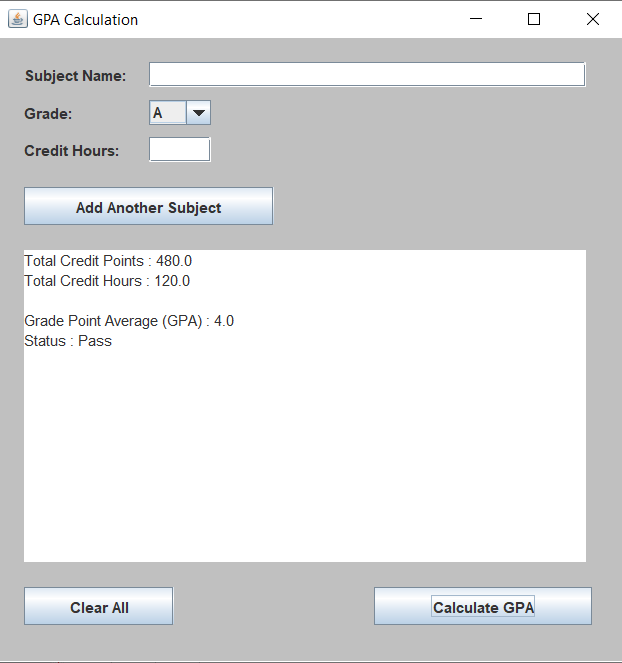 GPA Calculation
Subject Name:
Grade: A
Credit Hours:
Add Another Subject
Total Credit Points : 480.0
Total Credit Hours : 120.0
Grade Point Average (GPA) : 4.0
Status : Pass
Clear All Calculate GPA